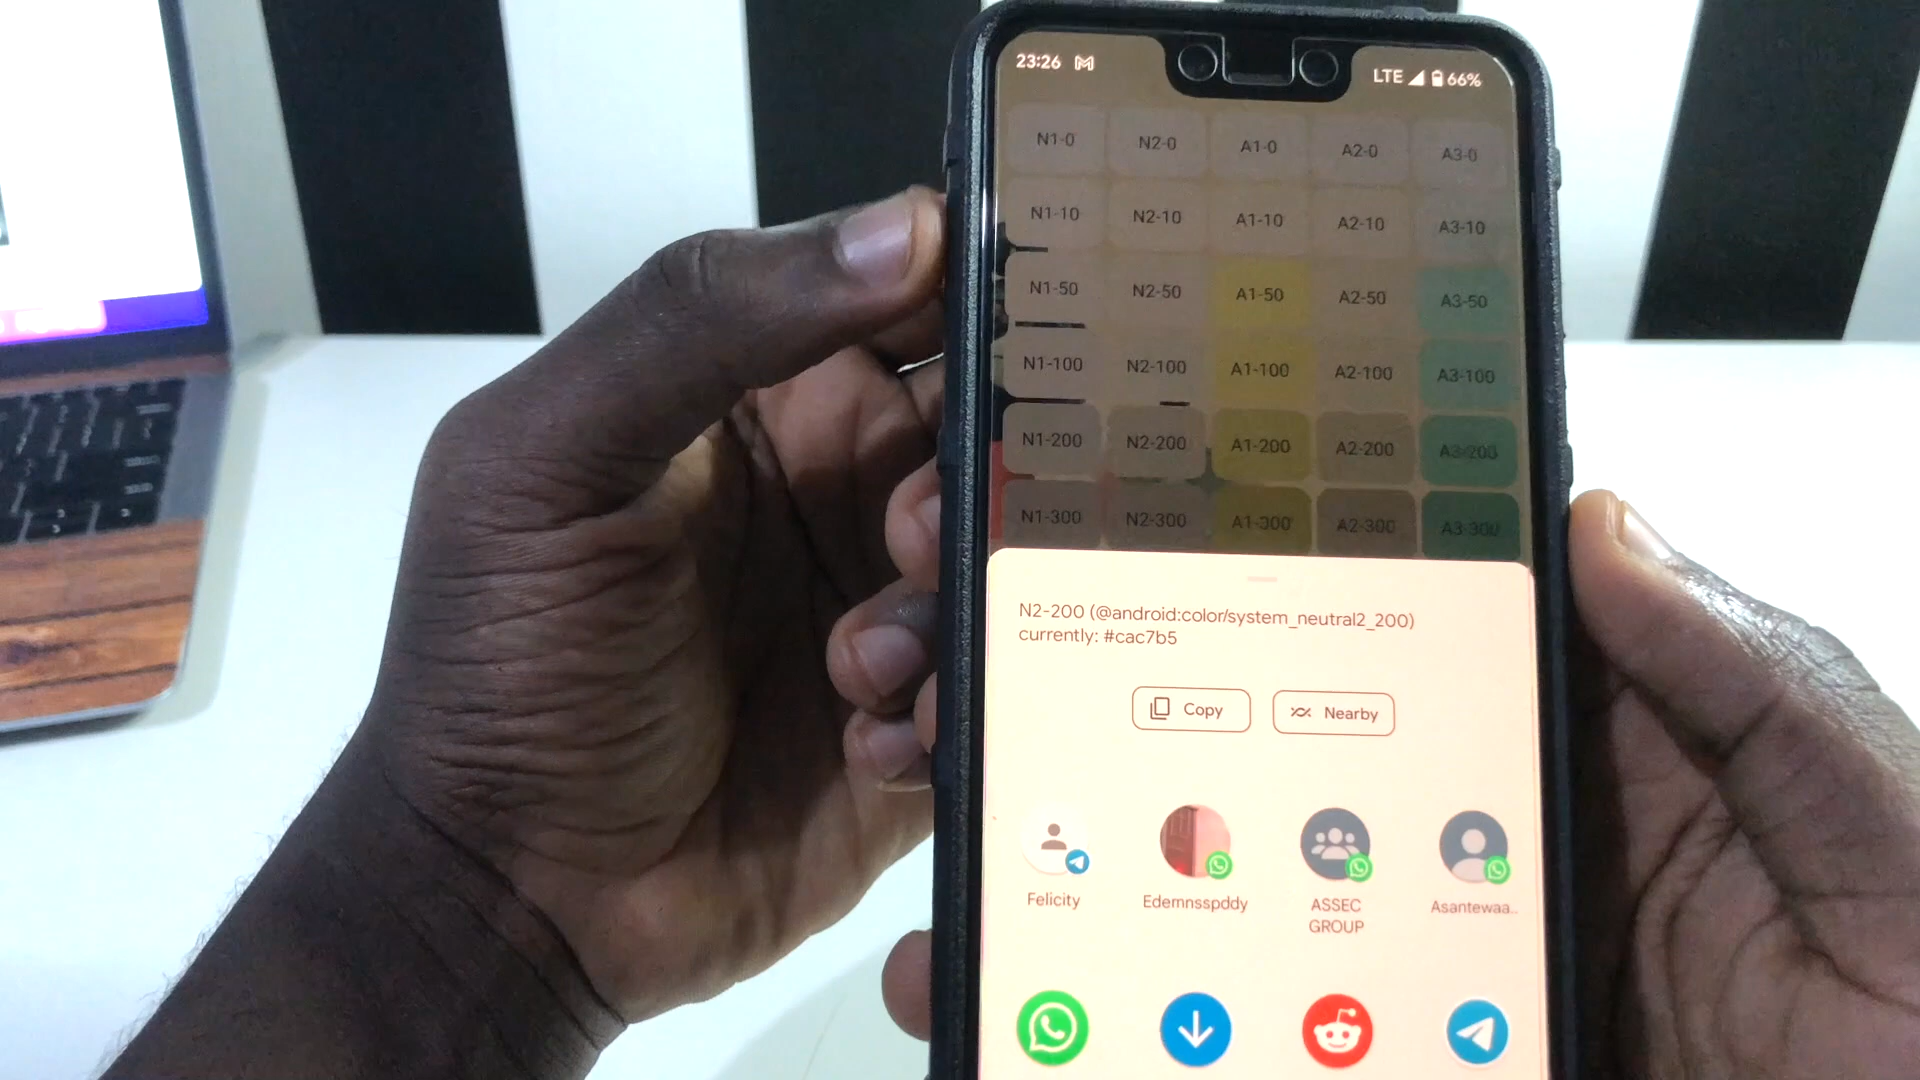 23:26 LTE 66%
N1-0 N2-0 A1-0 A2-0 A3-0
N1-10 N2-10 A1-10 A2-10 A3-10
N1-50 N2-50 A1-50 A2-50 A3-50
N1-100 N2-100 A1-100 A2-100 A3-100
N1-200 N2-200 A1-200 A2-200 A3-200
N1-300 N2-300 A1-300 A2-300 A3-300
N2-200 (@android:color/system_neutral2_200)
currently: #cac7b5
Copy Nearby
Felicity Edemnsspddy ASSEC Asantewaa..
GROUP